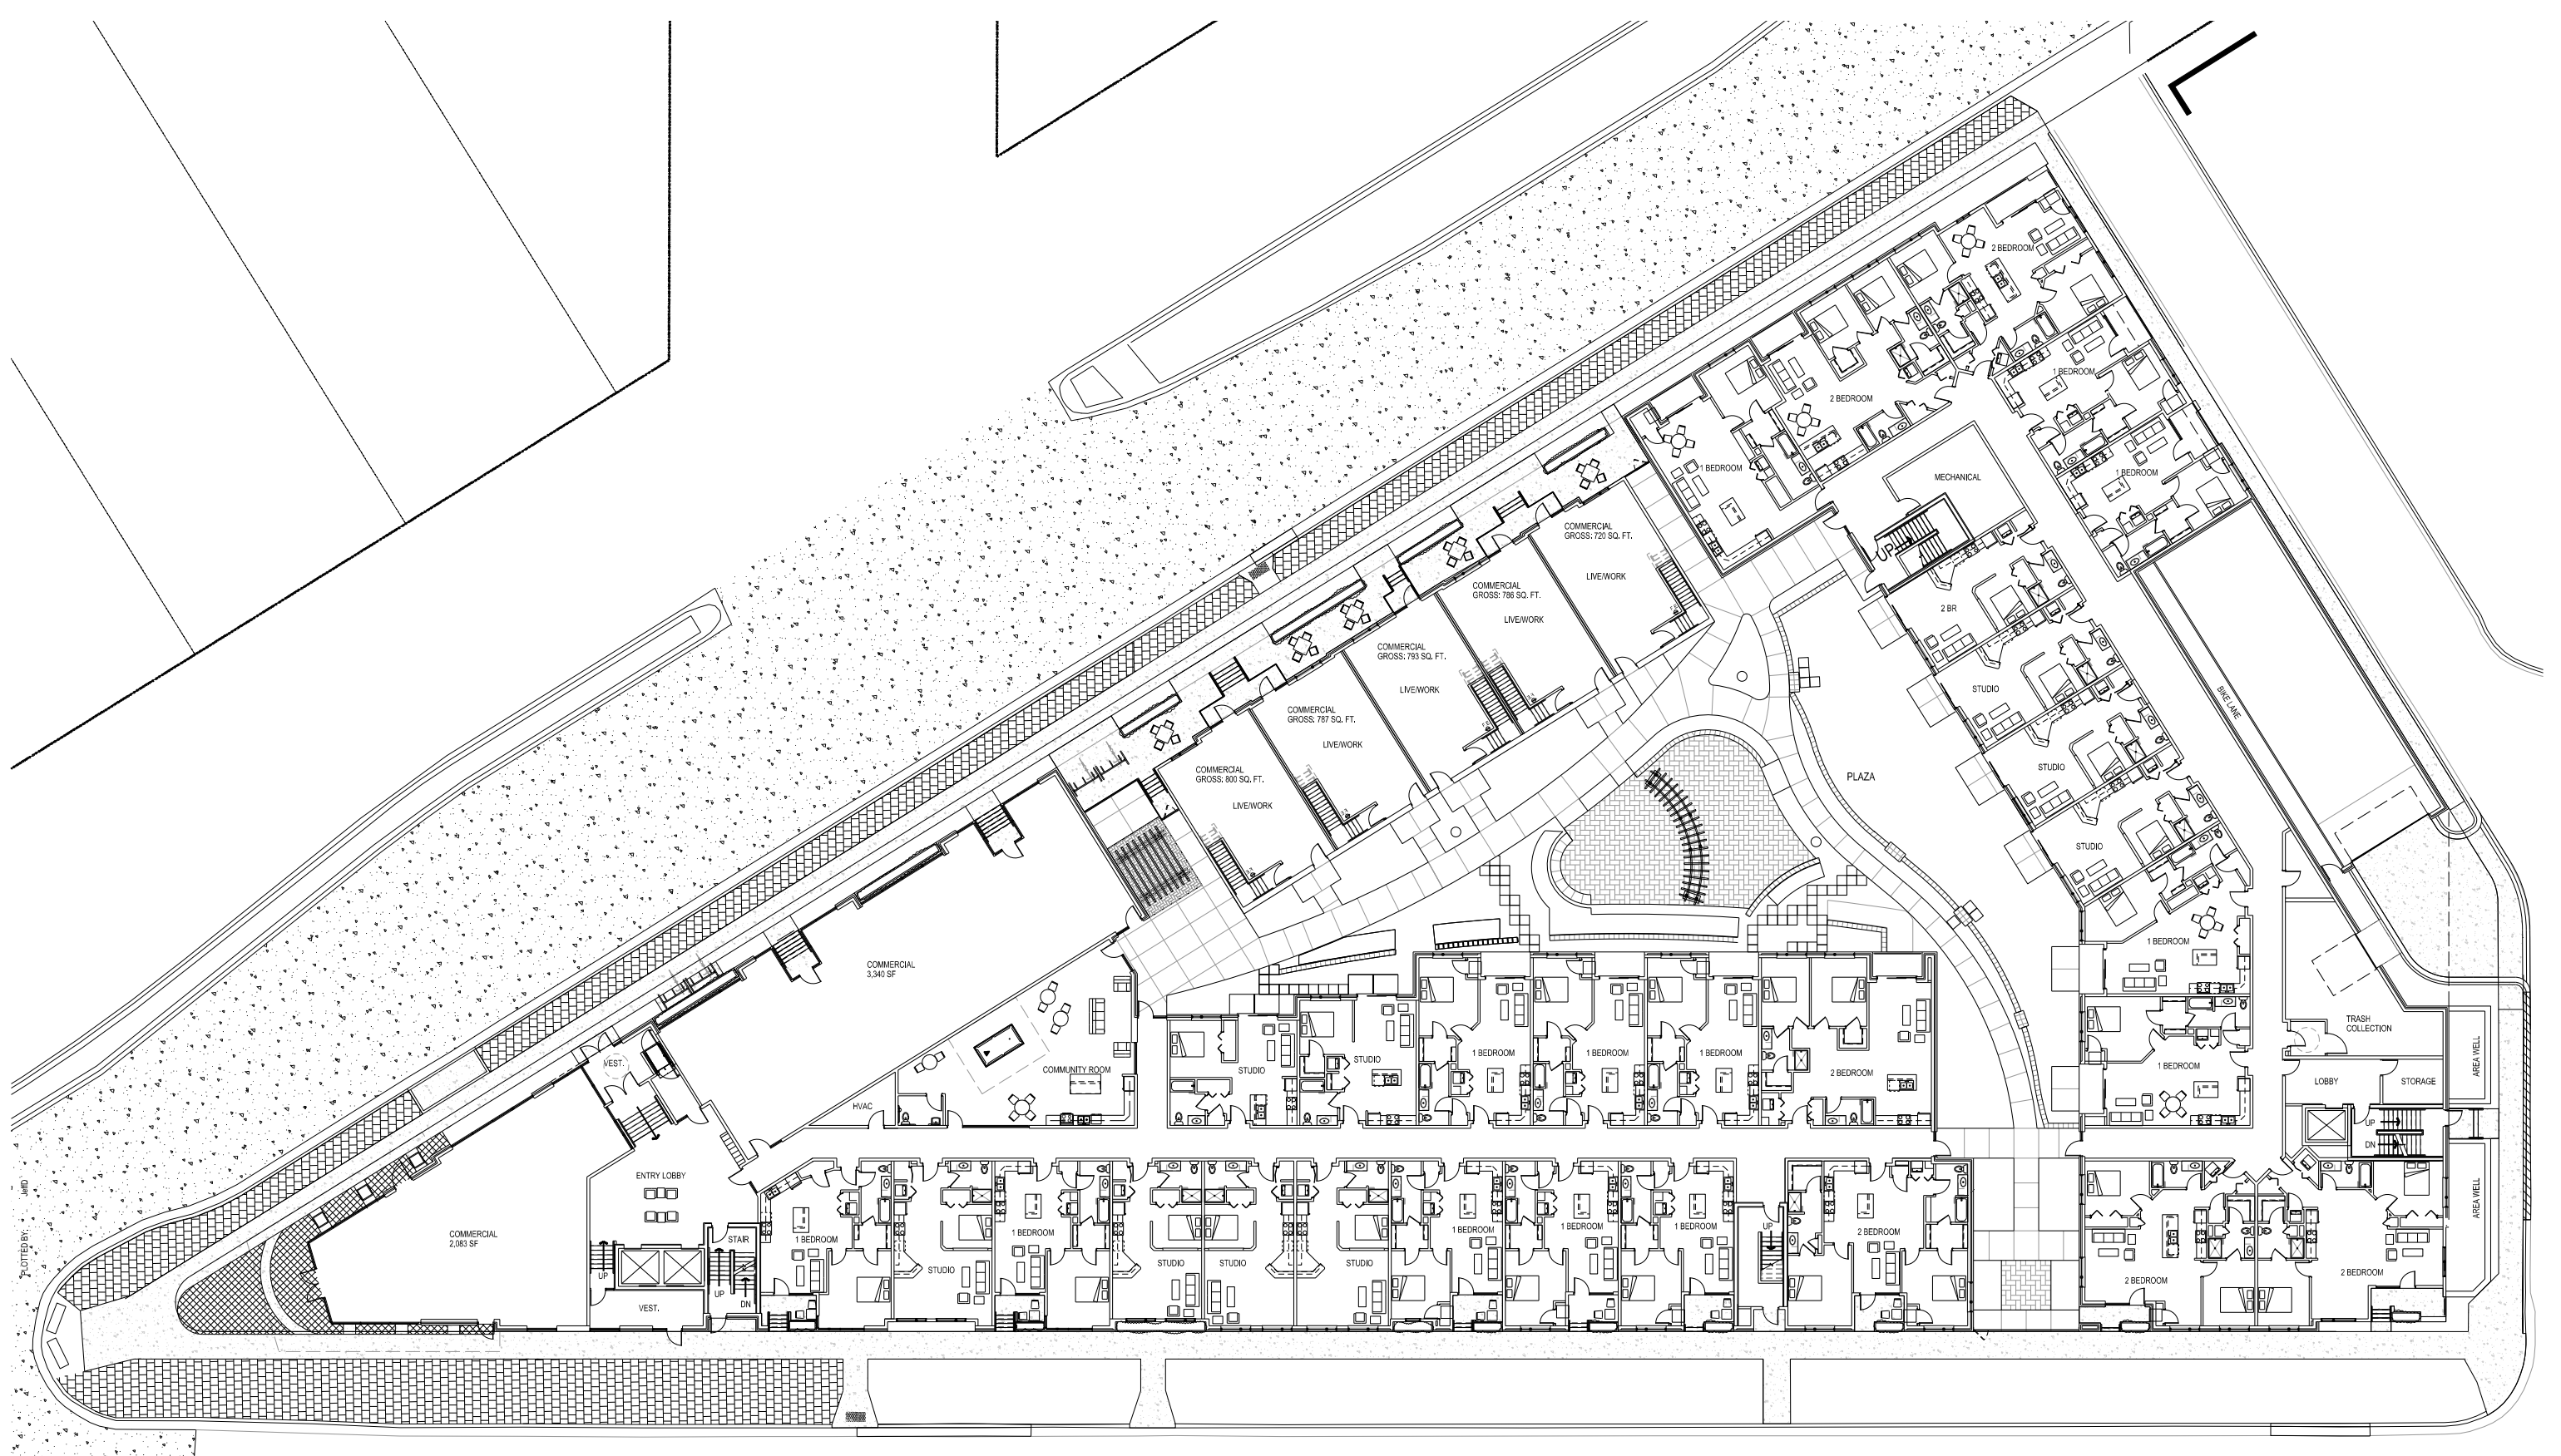 2 BEDROOM
1 BEDROOM
2 BEDROOM
1 BEDROOM
1 BEDROOM
MECHANICAL
UP
COMMERCIAL
GROSS: 720 SQ. FT.
LIVE/WORK
COMMERCIAL
GROSS: 786 SQ. FT.
LIVE/WORK
COMMERCIAL
GROSS: 793 SQ. FT.
LIVE/WORK
COMMERCIAL
GROSS: 787 SQ. FT.
LIVE/WORK
COMMERCIAL
GROSS: 800 SQ. FT.
LIVE/WORK
2 BR
STUDIO
STUDIO
STUDIO
BIKE LANE
PLAZA
1 BEDROOM
1 BEDROOM
COMMERCIAL
3,340 SF
COMMUNITY ROOM
HVAC
VEST.
STUDIO
STUDIO
1 BEDROOM
1 BEDROOM
1 BEDROOM
2 BEDROOM
TRASH
COLLECTION
AREA WELL
LOBBY
STORAGE
UP
DN
AREA WELL
ENTRY LOBBY
COMMERCIAL
2,083 SF
STAIR
UP
UP
DN
VEST.
1 BEDROOM
STUDIO
1 BEDROOM
STUDIO
STUDIO
STUDIO
1 BEDROOM
1 BEDROOM
1 BEDROOM
UP
2 BEDROOM
2 BEDROOM
2 BEDROOM
PLOTTED BY: JeffD